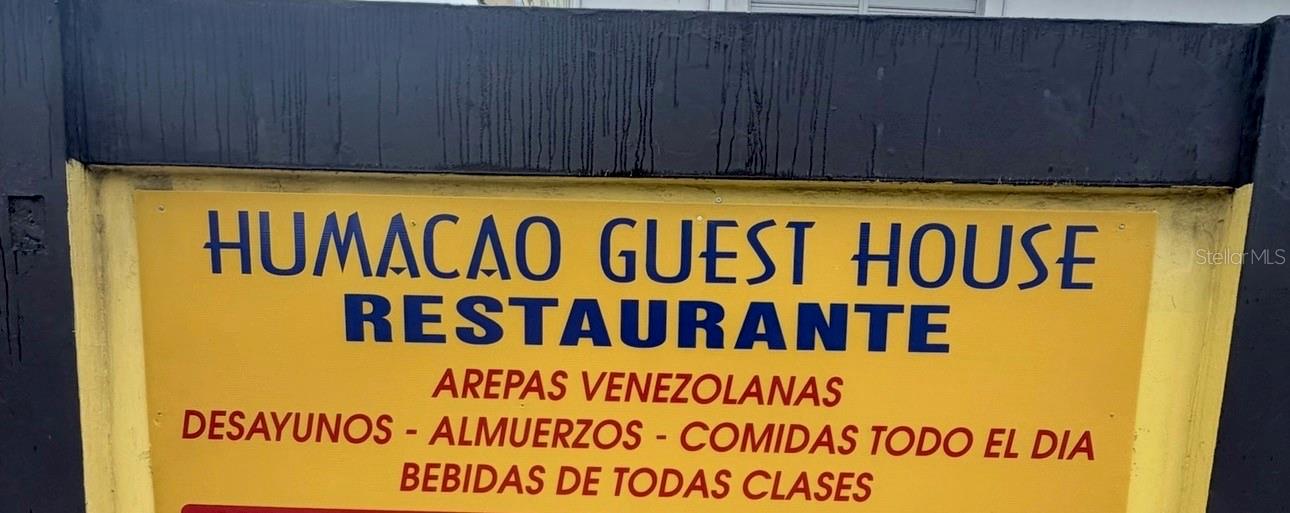 HUMACAO GUEST HOUSE
RESTAURANTE
AREPAS VENEZOLANAS
DESAYUNOS - ALMUERZOS - COMIDAS TODO EL DIA
BEBIDAS DE TODAS CLASES
Stellar MLS